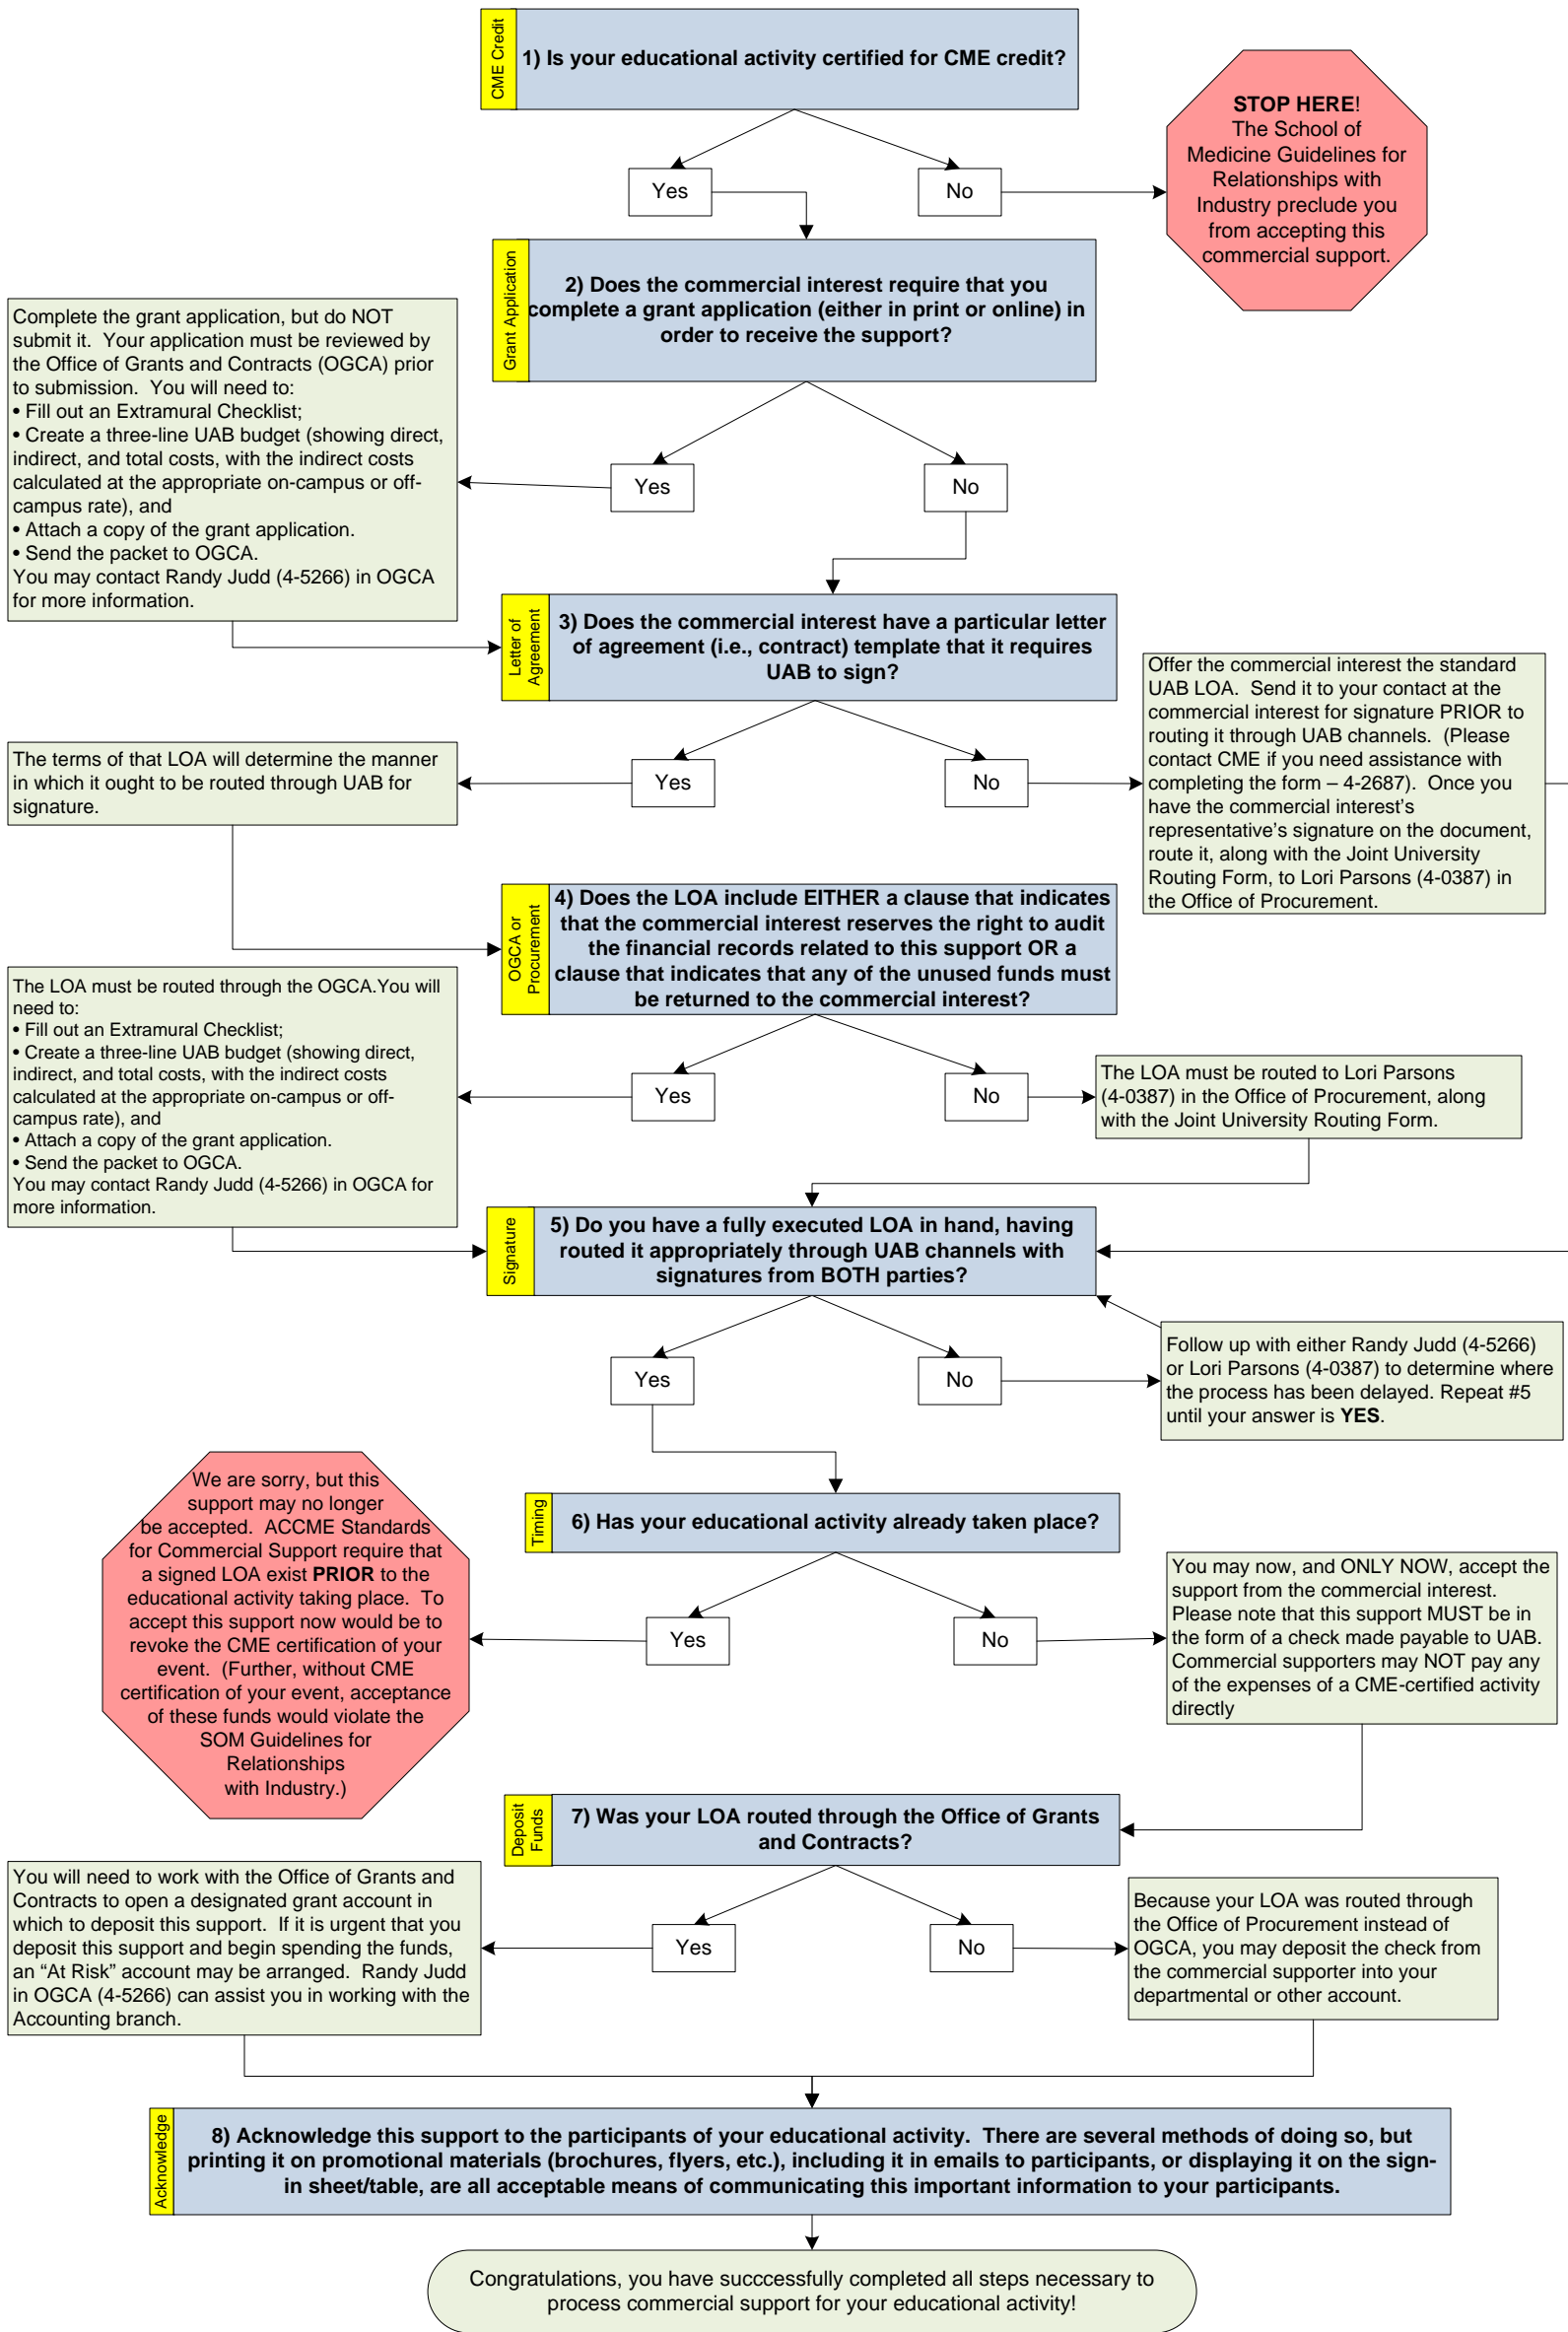 CME Credit
1) Is your educational activity certified for CME credit?
STOP HERE!
The School of
Medicine Guidelines for
Relationships with
Industry preclude you
from accepting this
commercial support.
Yes
No
Grant Application
2) Does the commercial interest require that you
complete a grant application (either in print or online) in
order to receive the support?
Complete the grant application, but do NOT
submit it.  Your application must be reviewed by
the Office of Grants and Contracts (OGCA) prior
to submission.  You will need to:
• Fill out an Extramural Checklist;
• Create a three-line UAB budget (showing direct,
indirect, and total costs, with the indirect costs
calculated at the appropriate on-campus or off-
campus rate), and
• Attach a copy of the grant application.
• Send the packet to OGCA.
You may contact Randy Judd (4-5266) in OGCA
for more information.
Yes
No
Letter of
Agreement
3) Does the commercial interest have a particular letter
of agreement (i.e., contract) template that it requires
UAB to sign?
Offer the commercial interest the standard
UAB LOA.  Send it to your contact at the
commercial interest for signature PRIOR to
routing it through UAB channels.  (Please
contact CME if you need assistance with
completing the form – 4-2687).  Once you
have the commercial interest's
representative's signature on the document,
route it, along with the Joint University
Routing Form, to Lori Parsons (4-0387) in
the Office of Procurement.
The terms of that LOA will determine the manner
in which it ought to be routed through UAB for
signature.
Yes
No
OGCA or
Procurement
4) Does the LOA include EITHER a clause that indicates
that the commercial interest reserves the right to audit
the financial records related to this support OR a
clause that indicates that any of the unused funds must
be returned to the commercial interest?
The LOA must be routed through the OGCA.You will
need to:
• Fill out an Extramural Checklist;
• Create a three-line UAB budget (showing direct,
indirect, and total costs, with the indirect costs
calculated at the appropriate on-campus or off-
campus rate), and
• Attach a copy of the grant application.
• Send the packet to OGCA.
You may contact Randy Judd (4-5266) in OGCA for
more information.
Yes
No
The LOA must be routed to Lori Parsons
(4-0387) in the Office of Procurement, along
with the Joint University Routing Form.
Signature
5) Do you have a fully executed LOA in hand, having
routed it appropriately through UAB channels with
signatures from BOTH parties?
Yes
No
Follow up with either Randy Judd (4-5266)
or Lori Parsons (4-0387) to determine where
the process has been delayed. Repeat #5
until your answer is YES.
We are sorry, but this
support may no longer
be accepted.  ACCME Standards
for Commercial Support require that
a signed LOA exist PRIOR to the
educational activity taking place.  To
accept this support now would be to
revoke the CME certification of your
event.  (Further, without CME
certification of your event, acceptance
of these funds would violate the
SOM Guidelines for
Relationships
with Industry.)
Timing
6) Has your educational activity already taken place?
Yes
No
You may now, and ONLY NOW, accept the
support from the commercial interest.
Please note that this support MUST be in
the form of a check made payable to UAB.
Commercial supporters may NOT pay any
of the expenses of a CME-certified activity
directly
Deposit
Funds
7) Was your LOA routed through the Office of Grants
and Contracts?
You will need to work with the Office of Grants and
Contracts to open a designated grant account in
which to deposit this support.  If it is urgent that you
deposit this support and begin spending the funds,
an “At Risk” account may be arranged.  Randy Judd
in OGCA (4-5266) can assist you in working with the
Accounting branch.
Yes
No
Because your LOA was routed through
the Office of Procurement instead of
OGCA, you may deposit the check from
the commercial supporter into your
departmental or other account.
Acknowledge
8) Acknowledge this support to the participants of your educational activity.  There are several methods of doing so, but
printing it on promotional materials (brochures, flyers, etc.), including it in emails to participants, or displaying it on the sign-
in sheet/table, are all acceptable means of communicating this important information to your participants.
Congratulations, you have succcessfully completed all steps necessary to
process commercial support for your educational activity!